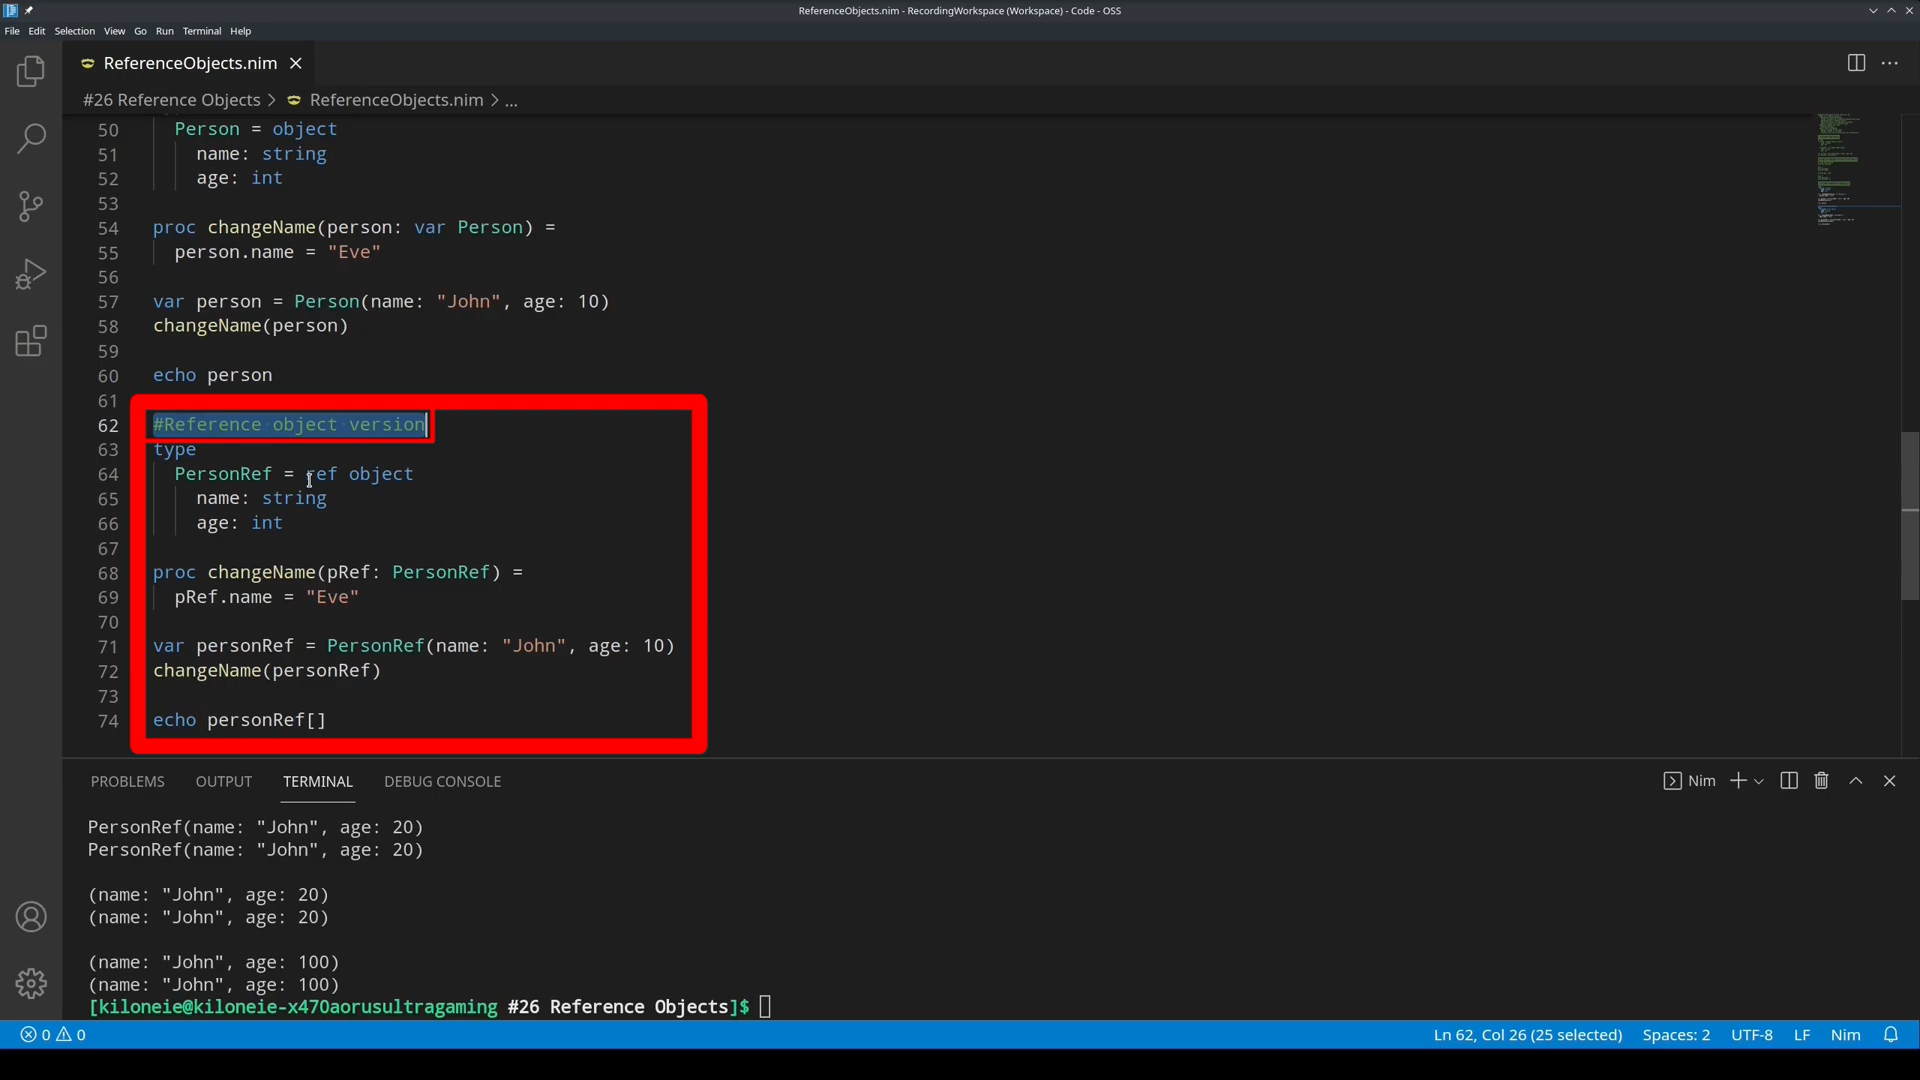 ReferenceObjects.nim - RecordingWorkspace (Workspace) - Code - OSS
File Edit Selection View Go Run Terminal Help
ReferenceObjects.nim
#26 Reference Objects > ReferenceObjects.nim > ...
50 Person = object
51 name: string
52 age: int
53
54 proc changeName(person: var Person) =
55 person.name = "Eve"
56
57 var person = Person(name: "John", age: 10)
58 changeName(person)
59
60 echo person
61
62 #Reference object version
63 type
64 PersonRef = ref object
65 name: string
66 age: int
67
68 proc changeName(pRef: PersonRef) =
69 pRef.name = "Eve"
70
71 var personRef = PersonRef(name: "John", age: 10)
72 changeName(personRef)
73
74 echo personRef[]
PROBLEMS OUTPUT TERMINAL DEBUG CONSOLE Nim
PersonRef(name: "John", age: 20)
PersonRef(name: "John", age: 20)
(name: "John", age: 20)
(name: "John", age: 20)
(name: "John", age: 100)
(name: "John", age: 100)
[kiloneie@kiloneie-x470aorusultragaming #26 Reference Objects]$
0 0 Ln 62, Col 26 (25 selected) Spaces: 2 UTF-8 LF Nim